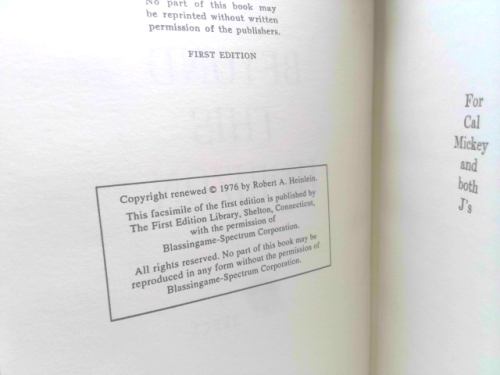 No part of this book may
be reprinted without written
permission of the publishers.
FIRST EDITION
Copyright renewed © 1976 by Robert A. Heinlein.
This facsimile of the first edition is published by
The First Edition Library, Shelton, Connecticut,
with the permission of
Blassingame-Spectrum Corporation.
All rights reserved. No part of this book may be
reproduced in any form without the permission of
Blassingame-Spectrum Corporation.
For
Cal
Mickey
and
both
J's